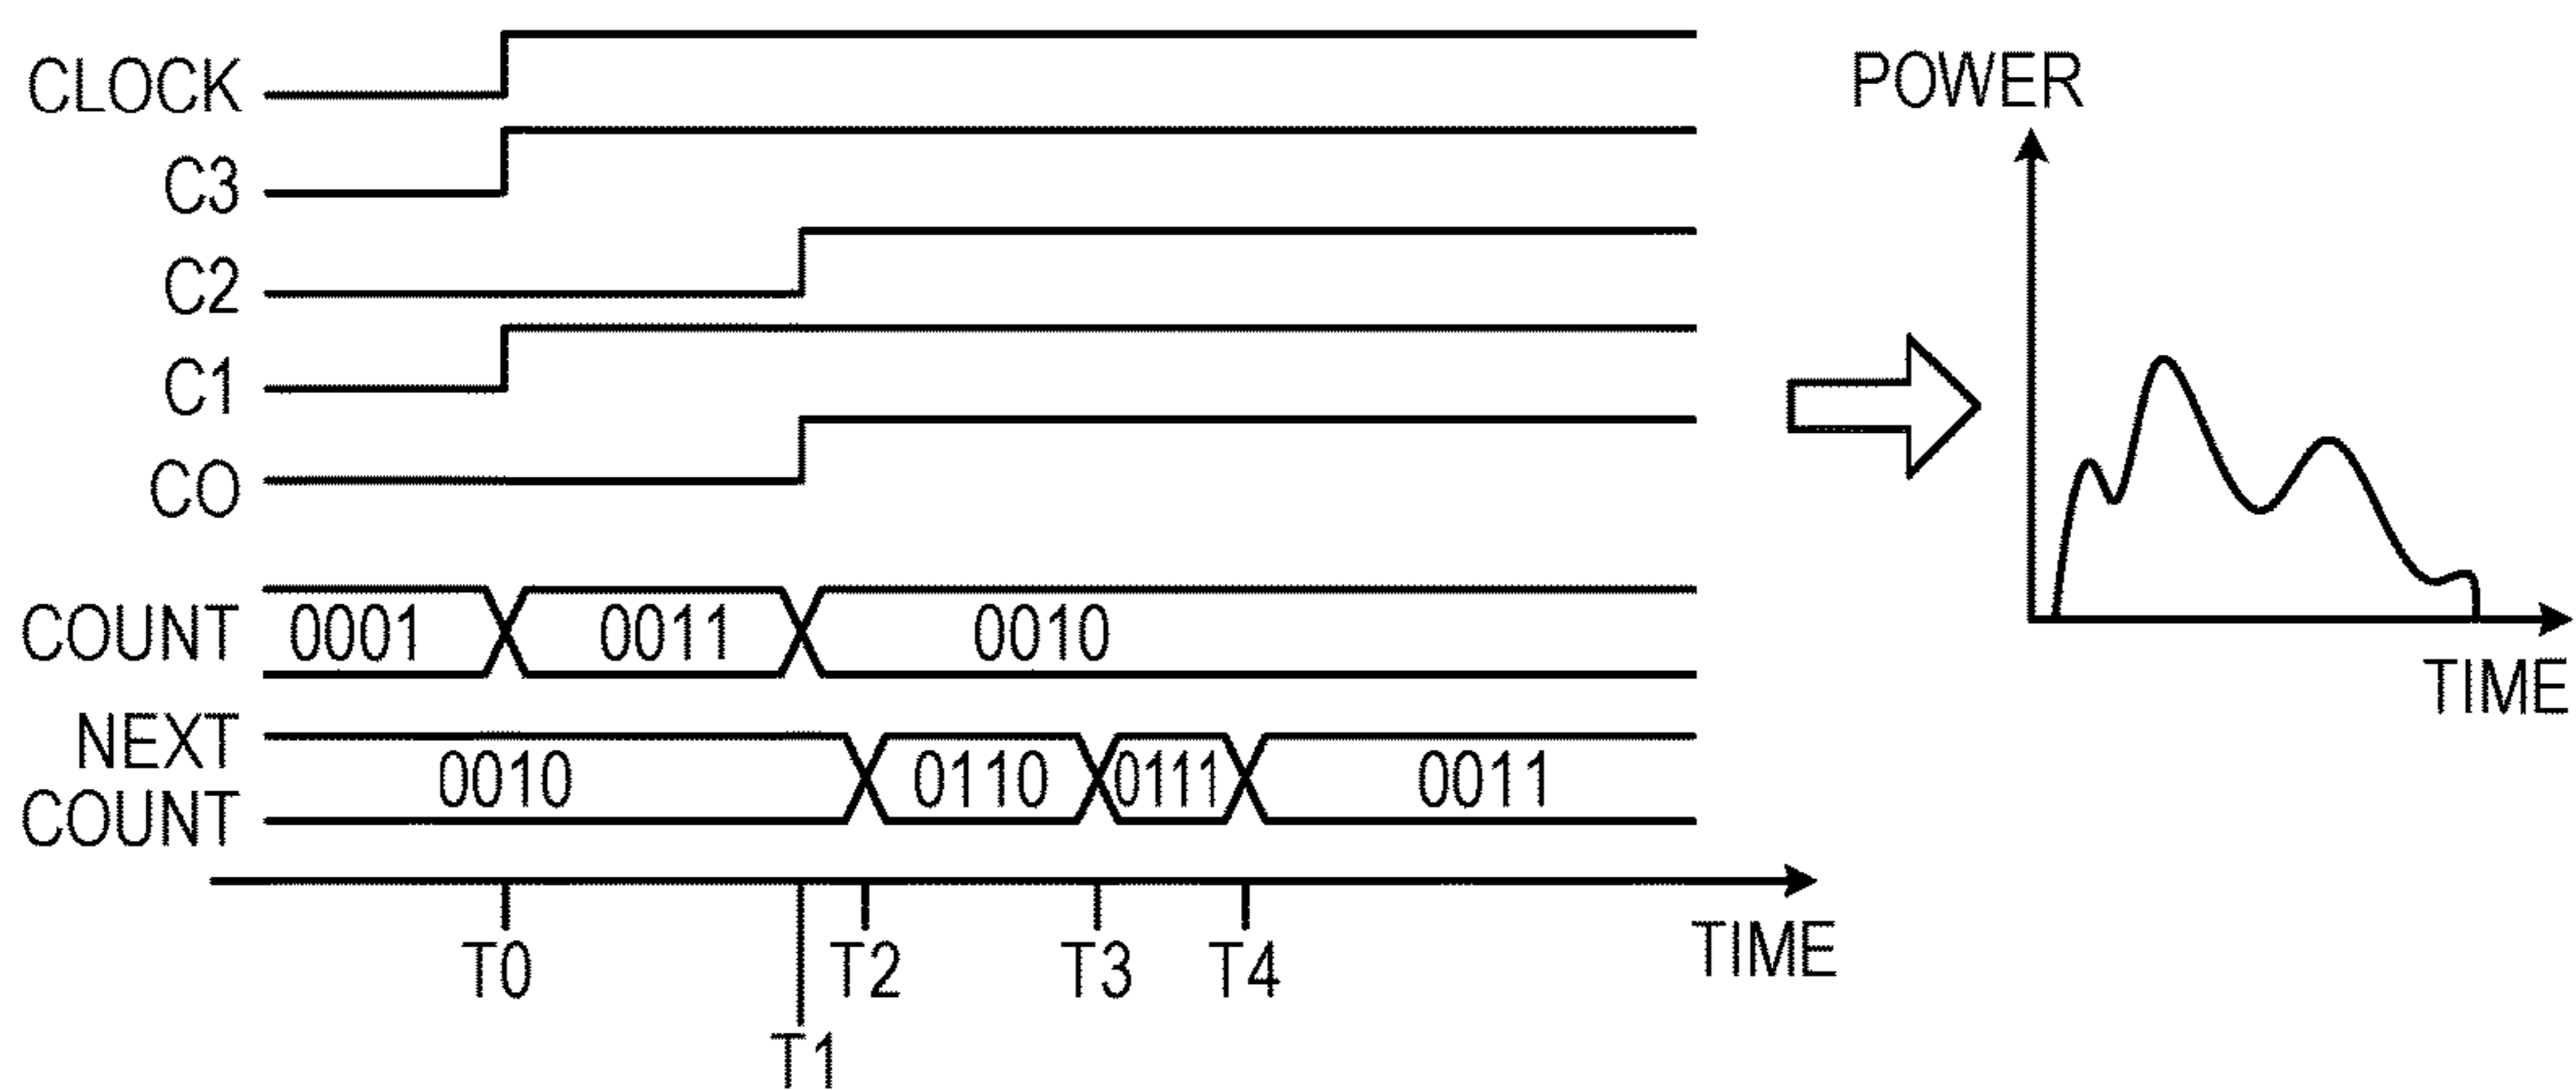 CLOCK
C3
C2
C1
CO
COUNT 0001 0011 0010
NEXT
COUNT
0010 0110 0111 0011
T0 T2 T3 T4
T1
TIME
POWER
TIME